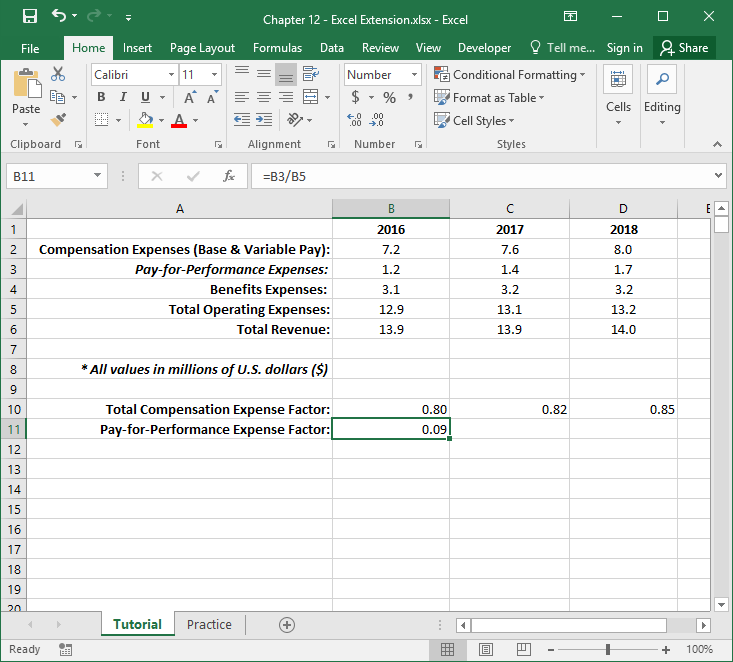 Chapter 12 - Excel Extension.xlsx - Excel
File Home Insert Page Layout Formulas Data Review View Developer Tell me... Sign in Share
Calibri 11 Number Conditional Formatting
Paste B I U A A $ % , Format as Table Cells Editing
A .0 .00 .00 .0 Cell Styles
Clipboard Font Alignment Number Styles
B11 fx =B3/B5
A B C D E
1 2016 2017 2018
2 Compensation Expenses (Base & Variable Pay): 7.2 7.6 8.0
3 Pay-for-Performance Expenses: 1.2 1.4 1.7
4 Benefits Expenses: 3.1 3.2 3.2
5 Total Operating Expenses: 12.9 13.1 13.2
6 Total Revenue: 13.9 13.9 14.0
7
8 * All values in millions of U.S. dollars ($)
9
10 Total Compensation Expense Factor: 0.80 0.82 0.85
11 Pay-for-Performance Expense Factor: 0.09
12
13
14
15
16
17
18
19
20
Tutorial Practice
Ready 100%